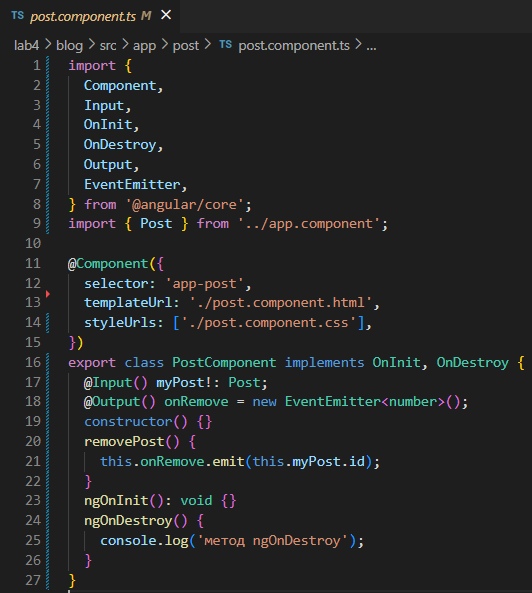 TS post.component.ts M ×
lab4 > blog > src > app > post > TS post.component.ts > ...
1 import {
2   Component,
3   Input,
4   OnInit,
5   OnDestroy,
6   Output,
7   EventEmitter,
8 } from '@angular/core';
9 import { Post } from '../app.component';
10
11 @Component({
12   selector: 'app-post',
13   templateUrl: './post.component.html',
14   styleUrls: ['./post.component.css'],
15 })
16 export class PostComponent implements OnInit, OnDestroy {
17   @Input() myPost!: Post;
18   @Output() onRemove = new EventEmitter<number>();
19   constructor() {}
20   removePost() {
21     this.onRemove.emit(this.myPost.id);
22   }
23   ngOnInit(): void {}
24   ngOnDestroy() {
25     console.log('метод ngOnDestroy');
26   }
27 }